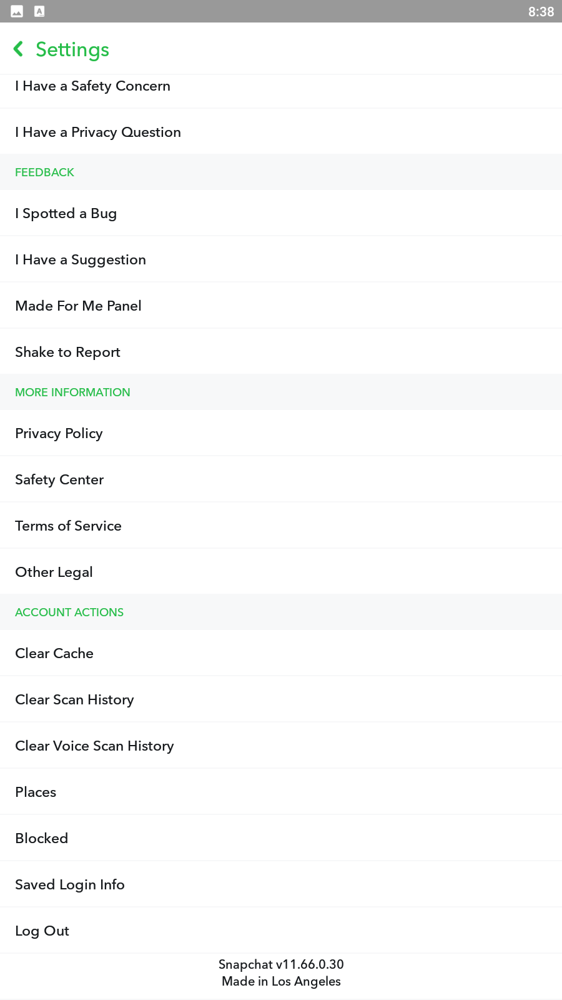 8:38
Settings
I Have a Safety Concern
I Have a Privacy Question
FEEDBACK
I Spotted a Bug
I Have a Suggestion
Made For Me Panel
Shake to Report
MORE INFORMATION
Privacy Policy
Safety Center
Terms of Service
Other Legal
ACCOUNT ACTIONS
Clear Cache
Clear Scan History
Clear Voice Scan History
Places
Blocked
Saved Login Info
Log Out
Snapchat v11.66.0.30
Made in Los Angeles